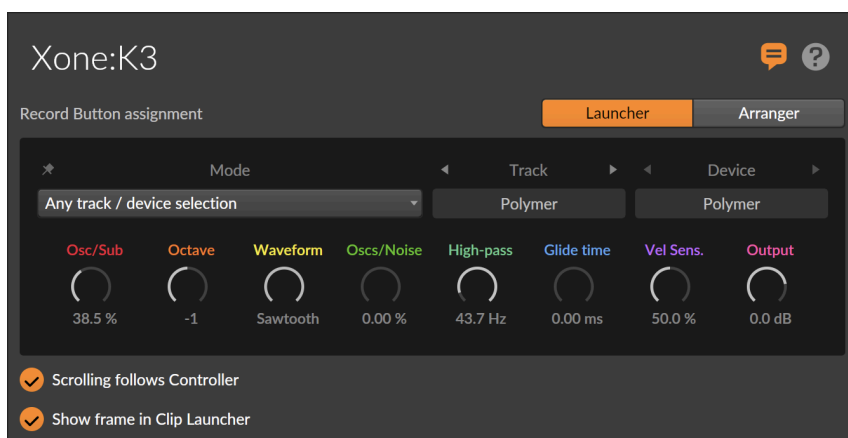 Xone:K3
?
Record Button assignment Launcher Arranger
Mode Track Device
Any track / device selection Polymer Polymer
Osc/Sub Octave Waveform Oscs/Noise High-pass Glide time Vel Sens. Output
38.5 % -1 Sawtooth 0.00 % 43.7 Hz 0.00 ms 50.0 % 0.0 dB
Scrolling follows Controller
Show frame in Clip Launcher